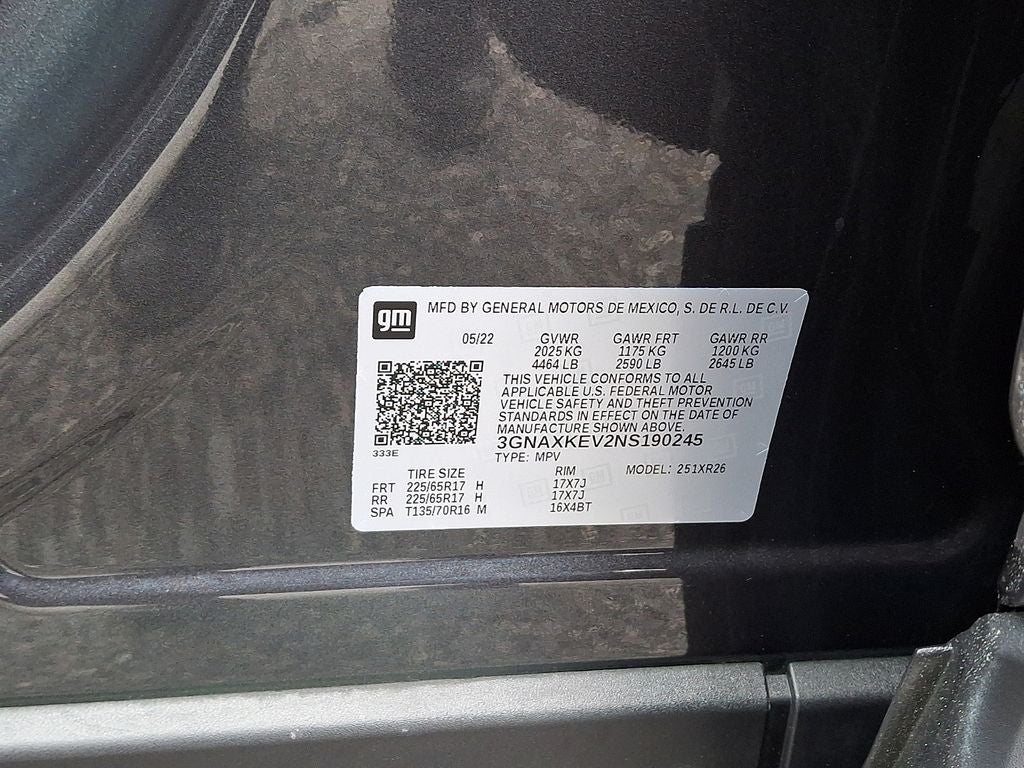 gm
MFD BY GENERAL MOTORS DE MEXICO, S. DE R.L. DE C.V.
05/22 GVWR GAWR FRT GAWR RR
2025 KG 1175 KG 1200 KG
4464 LB 2590 LB 2645 LB
THIS VEHICLE CONFORMS TO ALL
APPLICABLE U.S. FEDERAL MOTOR
VEHICLE SAFETY AND THEFT PREVENTION
STANDARDS IN EFFECT ON THE DATE OF
MANUFACTURE SHOWN ABOVE.
3GNAXKEV2NS190245
333E
TYPE: MPV
TIRE SIZE RIM MODEL: 251XR26
FRT 225/65R17 H 17X7J
RR 225/65R17 H 17X7J
SPA T135/70R16 M 16X4BT